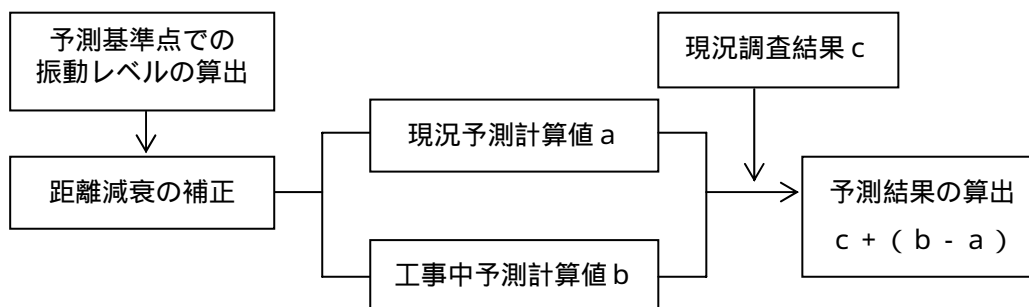 予測基準点での
振動レベルの算出
現況調査結果 c
現況予測計算値 a
距離減衰の補正
予測結果の算出
c + ( b - a )
工事中予測計算値 b